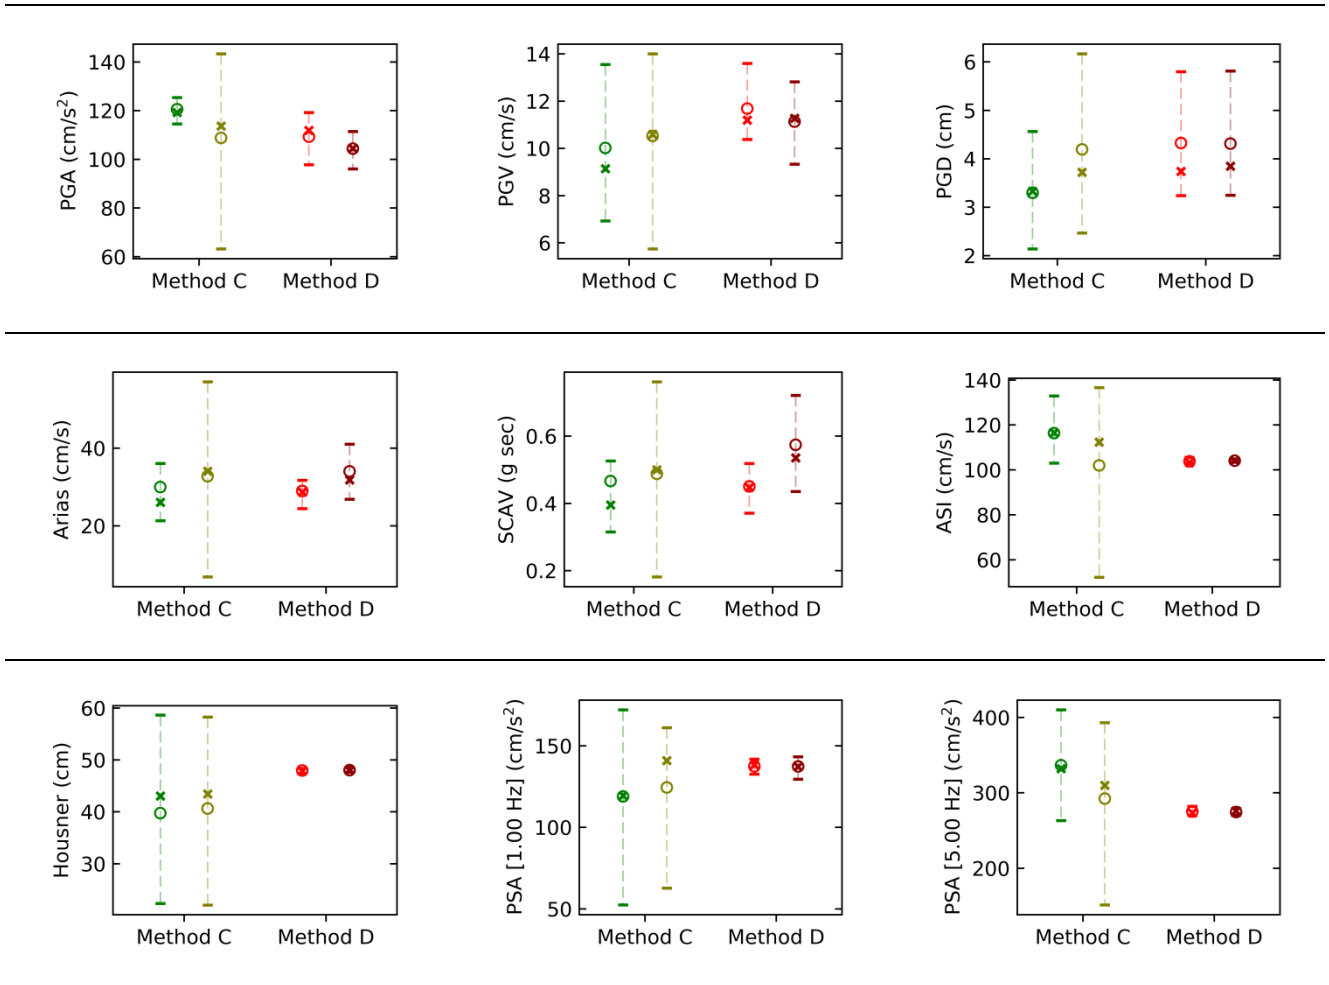 PGA (cm/s²)
140
120
100
80
60
Method C Method D
PGV (cm/s)
14
12
10
8
6
Method C Method D
PGD (cm)
6
5
4
3
2
Method C Method D
Arias (cm/s)
40
20
Method C Method D
SCAV (g sec)
0.6
0.4
0.2
Method C Method D
ASI (cm/s)
140
120
100
80
60
Method C Method D
Housner (cm)
60
50
40
30
Method C Method D
PSA [1.00 Hz] (cm/s²)
150
100
50
Method C Method D
PSA [5.00 Hz] (cm/s²)
400
300
200
Method C Method D